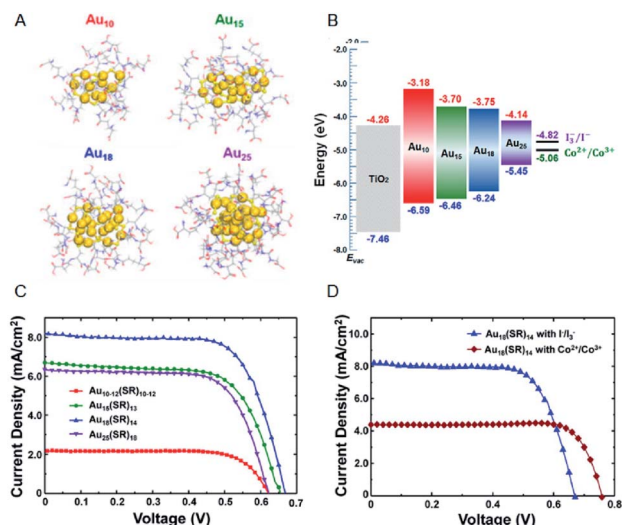 A
Au10
Au15
Au18
Au25
B
-2.0
-2.0
-3.0
-4.0
-5.0
-6.0
-7.0
-8.0
Energy (eV)
Evac
-4.26
TiO2
-7.46
-3.18
Au10
-6.59
-3.70
Au15
-6.46
-3.75
Au18
-6.24
-4.14
Au25
-5.45
-4.82 I3-/I-
-5.06 Co2+/Co3+
C
Current Density (mA/cm2)
8.0
6.0
4.0
2.0
0
Au10-12(SR)10-12
Au15(SR)13
Au18(SR)14
Au25(SR)18
0 0.1 0.2 0.3 0.4 0.5 0.6 0.7
Voltage (V)
D
Current Density (mA/cm2)
10.0
8.0
6.0
4.0
2.0
0
Au18(SR)14 with I-/I3-
Au18(SR)14 with Co2+/Co3+
0 0.2 0.4 0.6 0.8
Voltage (V)